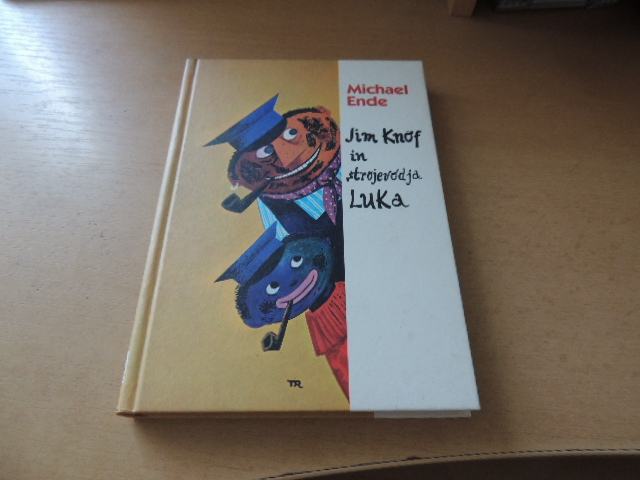 Michael
Ende
Jim Knof
in
strojevodja
Luka
TR